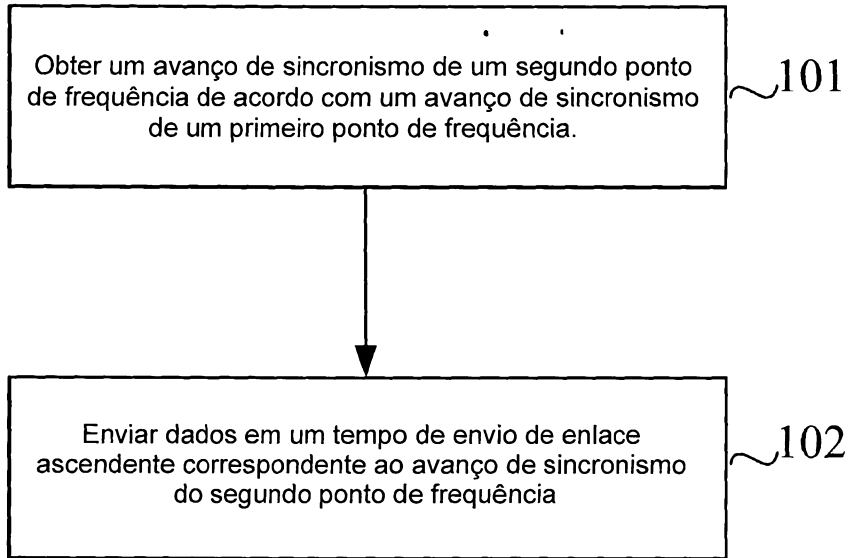 Obter um avanço de sincronismo de um segundo ponto
de frequência de acordo com um avanço de sincronismo
de um primeiro ponto de frequência.
101
Enviar dados em um tempo de envio de enlace
ascendente correspondente ao avanço de sincronismo
do segundo ponto de frequência
102